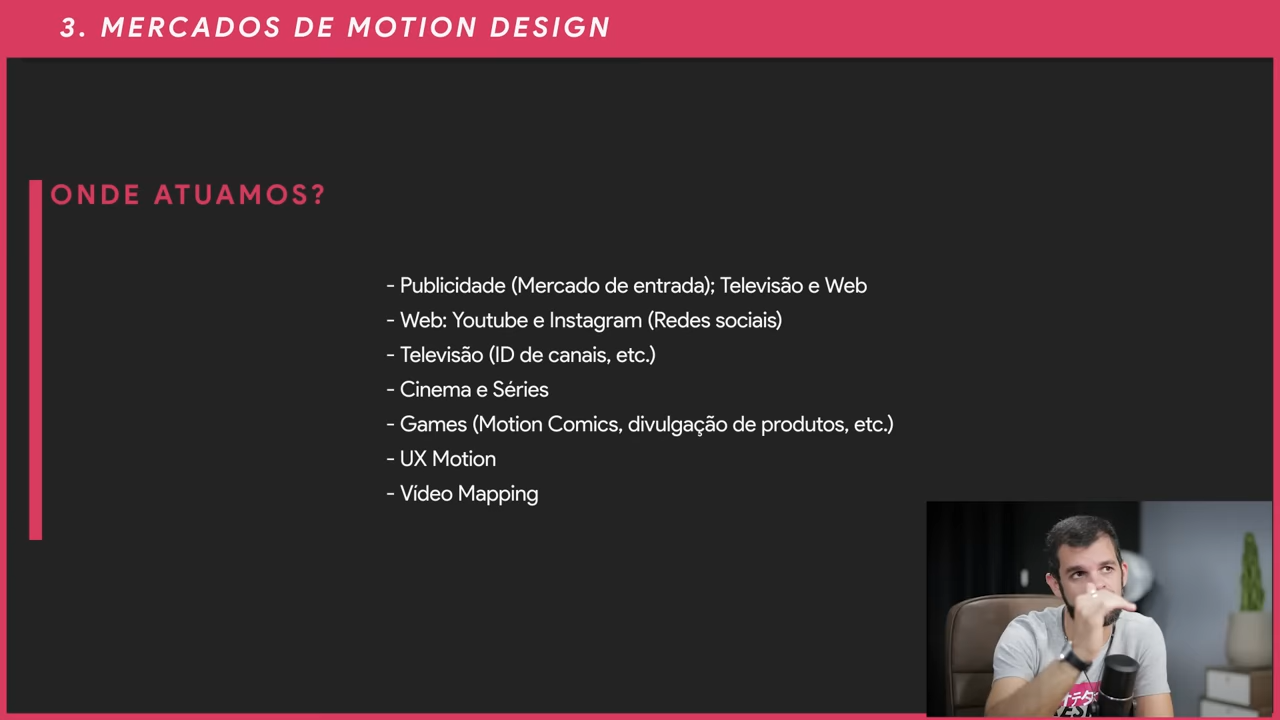 3. MERCADOS DE MOTION DESIGN
ONDE ATUAMOS?
- Publicidade (Mercado de entrada); Televisão e Web
- Web: Youtube e Instagram (Redes sociais)
- Televisão (ID de canais, etc.)
- Cinema e Séries
- Games (Motion Comics, divulgação de produtos, etc.)
- UX Motion
- Vídeo Mapping